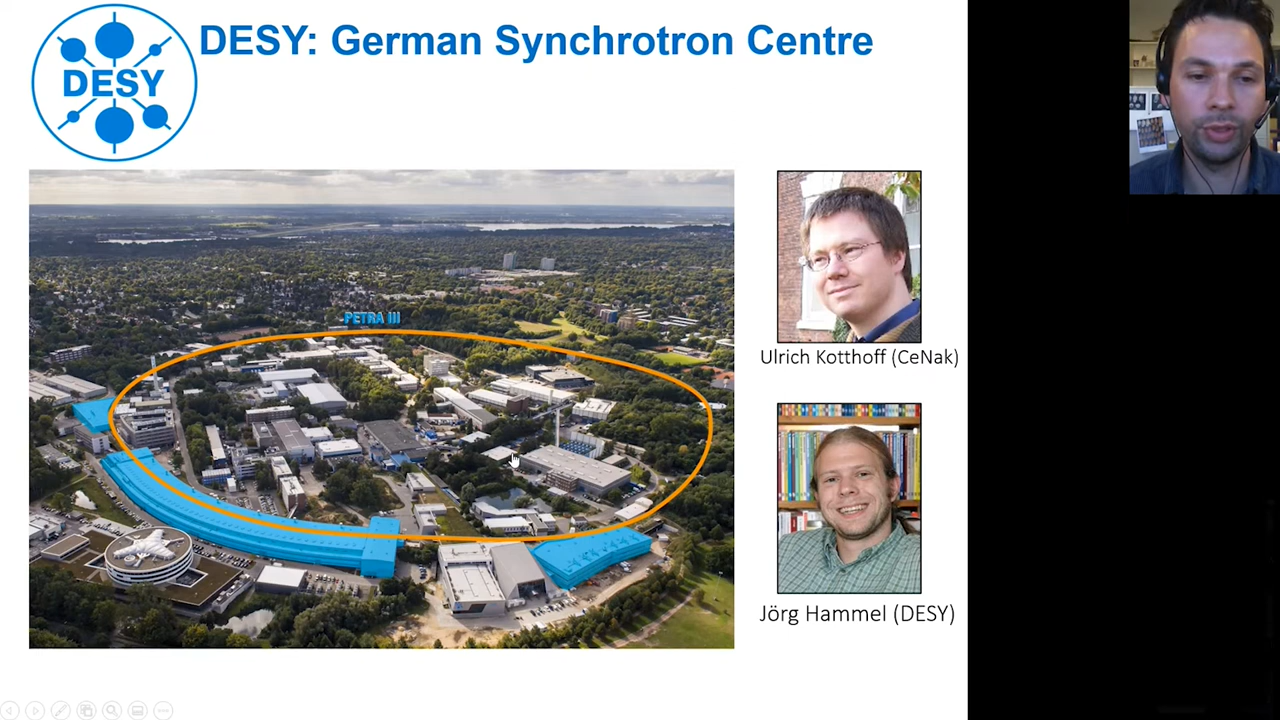 DESY
DESY: German Synchrotron Centre
PETRA III
Ulrich Kotthoff (CeNak)
Jörg Hammel (DESY)